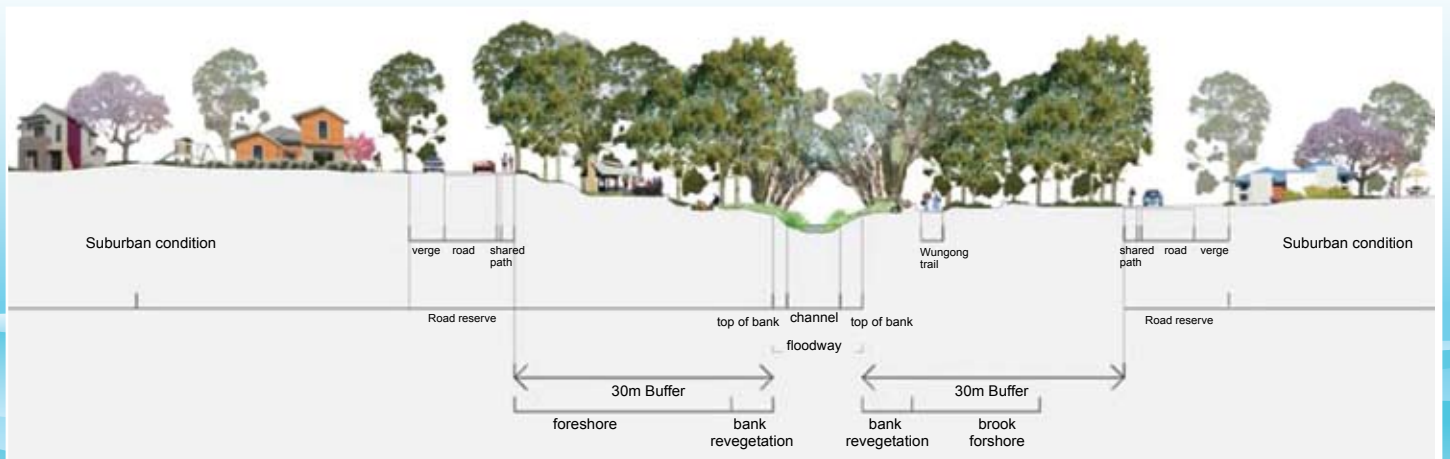 Suburban condition
verge
road
shared
path
Wungong
trail
shared
path
road
verge
Suburban condition
Road reserve
top of bank
channel
top of bank
Road reserve
floodway
30m Buffer
30m Buffer
foreshore
bank
revegetation
bank
revegetation
brook
forshore